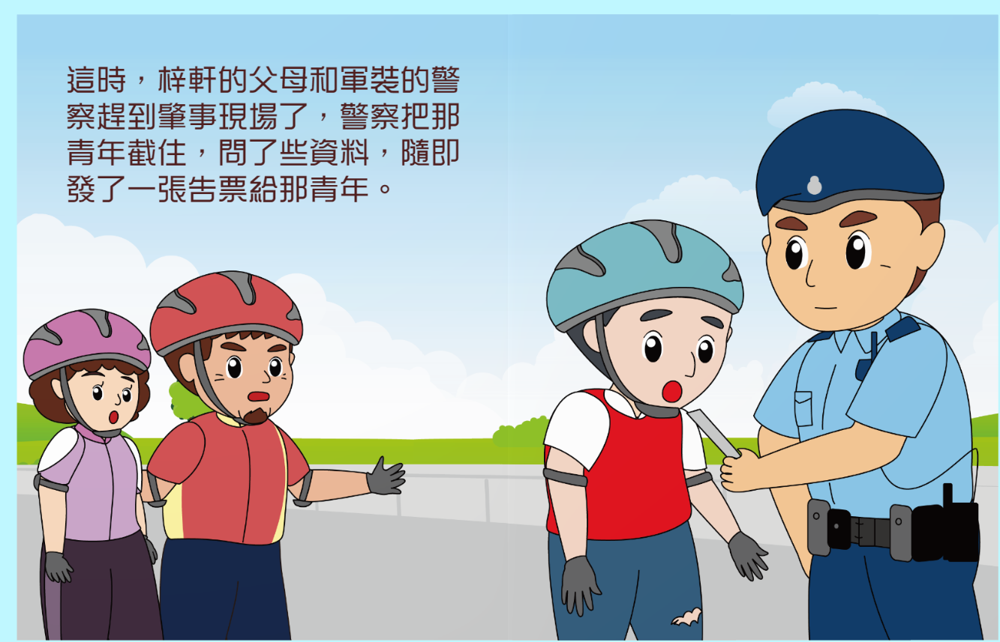 這時，梓軒的父母和軍裝的警
察趕到肇事現場了，警察把那
青年截住，問了些資料，隨即
發了一張告票給那青年。